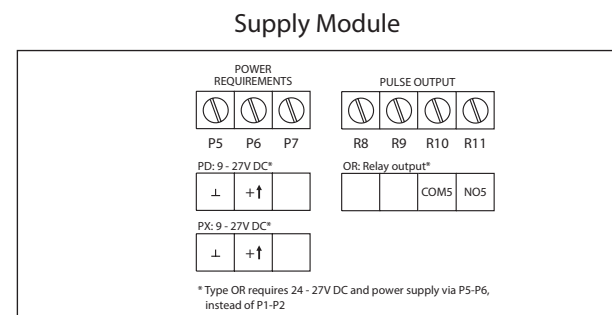 Supply Module
POWER
REQUIREMENTS
P5 P6 P7
PD: 9 - 27V DC*
⊥ +↑
PX: 9 - 27V DC*
⊥ +↑
PULSE OUTPUT
R8 R9 R10 R11
OR: Relay output*
COM5 NO5
* Type OR requires 24 - 27V DC and power supply via P5-P6,
instead of P1-P2